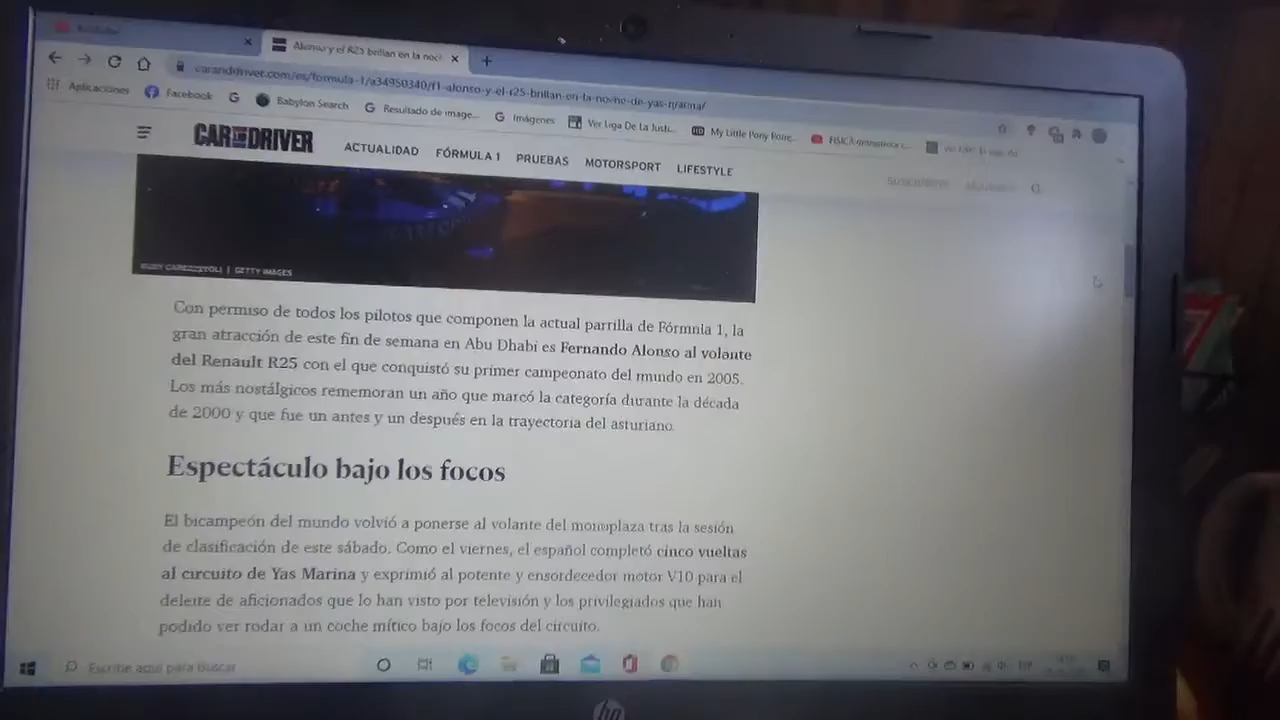 Alonso y el R25 brillan en la noch
caranddriver.com/es/formula-1/a34950340/f1-alonso-y-el-r25-brillan-en-la-noche-de-yas-marina/
Aplicaciones Facebook Babylon Search Resultado de image... Imágenes Ver Liga De La Justi... My Little Pony Porre...
CAR AND DRIVER ACTUALIDAD FÓRMULA 1 PRUEBAS MOTORSPORT LIFESTYLE
GETTY IMAGES
Con permiso de todos los pilotos que componen la actual parrilla de Fórmula 1, la
gran atracción de este fin de semana en Abu Dhabi es Fernando Alonso al volante
del Renault R25 con el que conquistó su primer campeonato del mundo en 2005.
Los más nostálgicos rememoran un año que marcó la categoría durante la década
de 2000 y que fue un antes y un después en la trayectoria del asturiano.
Espectáculo bajo los focos
El bicampeón del mundo volvió a ponerse al volante del monoplaza tras la sesión
de clasificación de este sábado. Como el viernes, el español completó cinco vueltas
al circuito de Yas Marina y exprimió al potente y ensordecedor motor V10 para el
deleite de aficionados que lo han visto por televisión y los privilegiados que han
podido ver rodar a un coche mítico bajo los focos del circuito.
Escribe aquí para buscar
hp